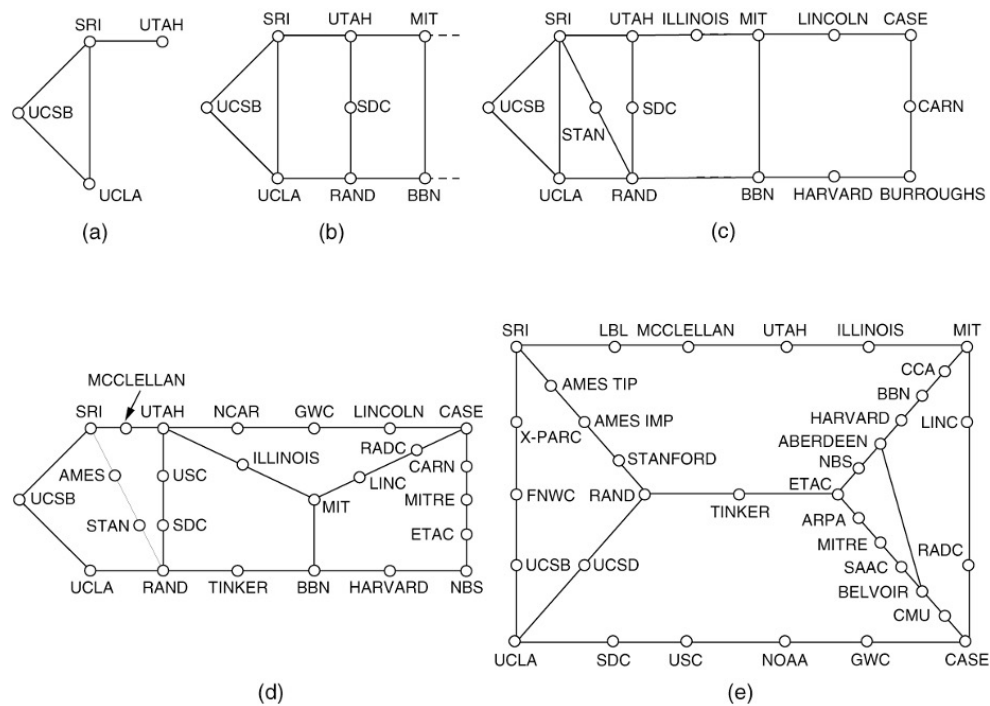 SRI UTAH
UCSB
UCLA
(a)
SRI UTAH MIT
UCSB
SDC
UCLA RAND BBN
(b)
SRI UTAH ILLINOIS MIT LINCOLN CASE
UCSB
STAN
SDC
CARN
UCLA RAND BBN HARVARD BURROUGHS
(c)
MCCLELLAN
SRI UTAH NCAR GWC LINCOLN CASE
RADC
ILLINOIS
CARN
AMES
USC
LINC
UCSB
MIT
MITRE
STAN
SDC
ETAC
UCLA RAND TINKER BBN HARVARD NBS
(d)
SRI LBL MCCLELLAN UTAH ILLINOIS MIT
CCA
AMES TIP
BBN
X-PARC
AMES IMP
HARVARD
LINC
ABERDEEN
STANFORD
NBS
FNWC
RAND
TINKER
ETAC
ARPA
MITRE
UCSB
UCSD
SAAC
RADC
BELVOIR
CMU
UCLA SDC USC NOAA GWC CASE
(e)